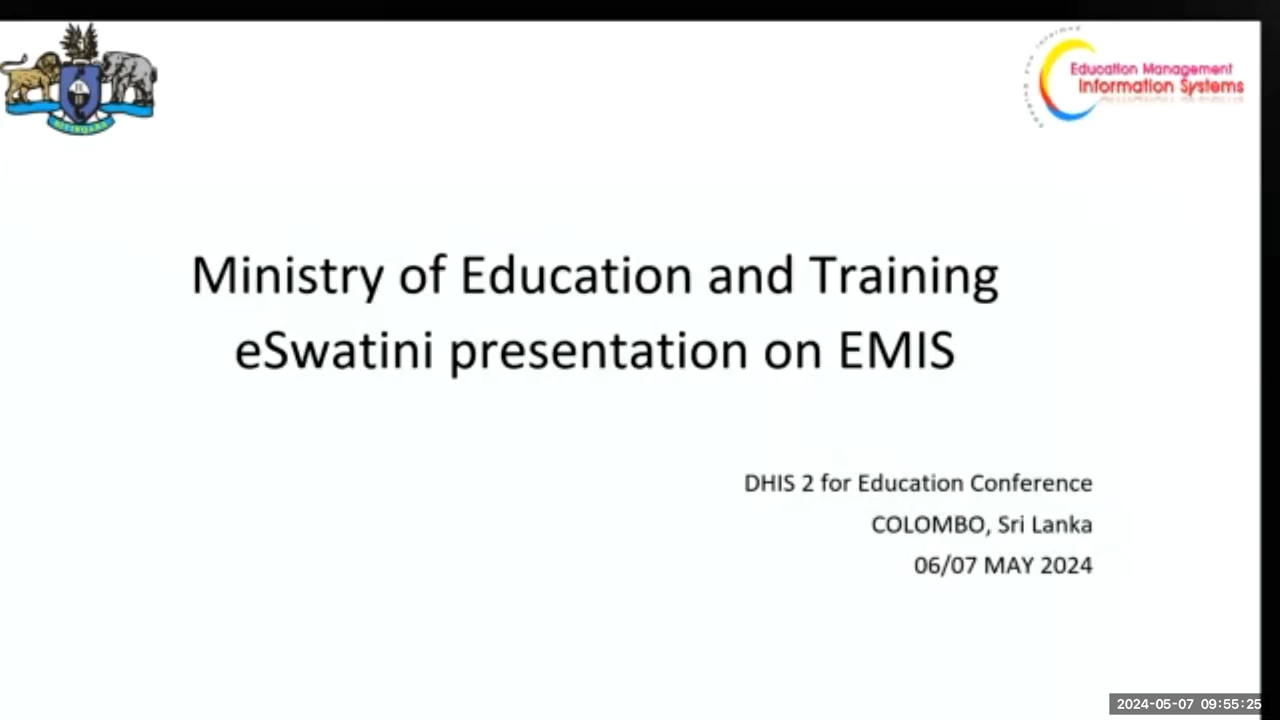 Education Management
Information Systems
Ministry of Education and Training
eSwatini presentation on EMIS
DHIS 2 for Education Conference
COLOMBO, Sri Lanka
06/07 MAY 2024
2024-05-07 09:55:25